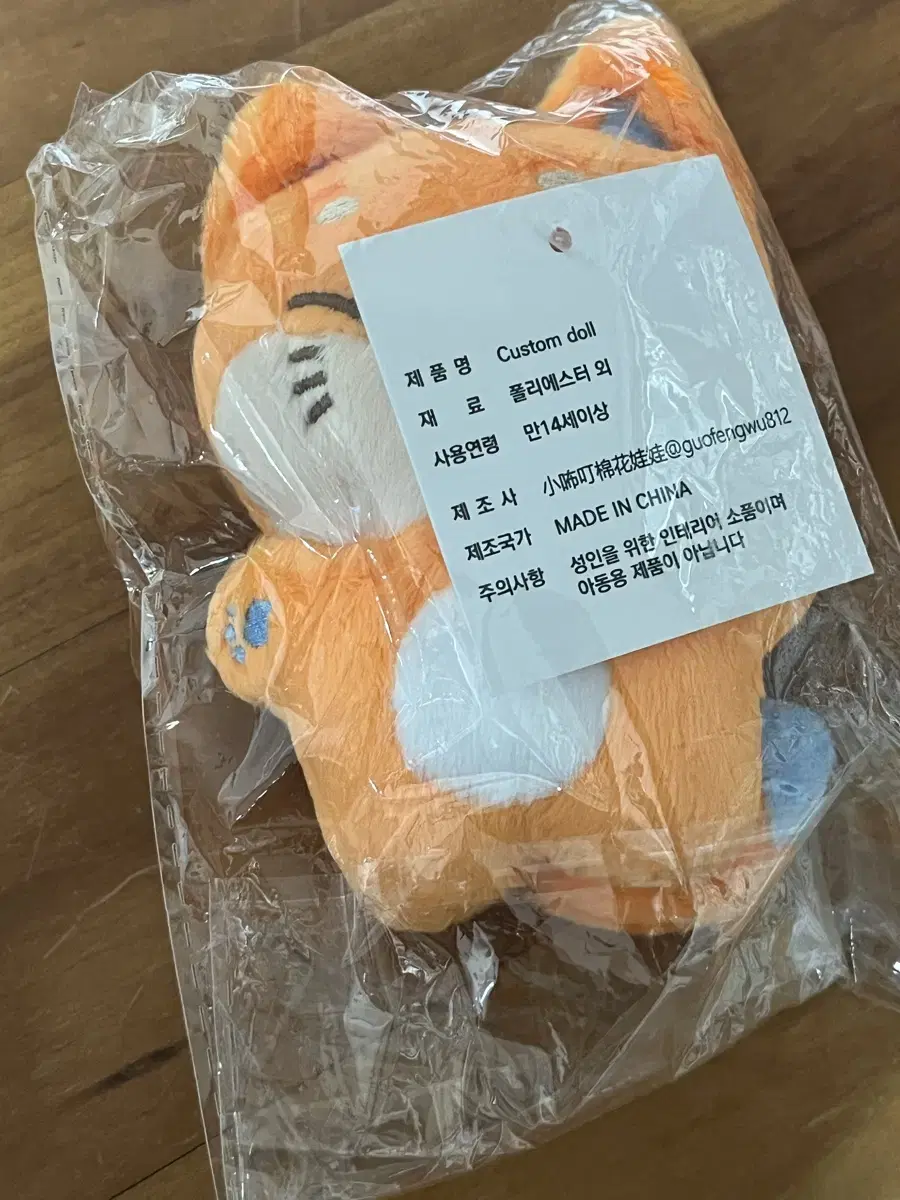 제 품 명 Custom doll
재 료 폴리에스터 외
사용연령 만14세이상
제 조 사 小咘叮棉花娃娃@guofengwu812
제조국가 MADE IN CHINA
주의사항 성인을 위한 인테리어 소품이며
아동용 제품이 아닙니다